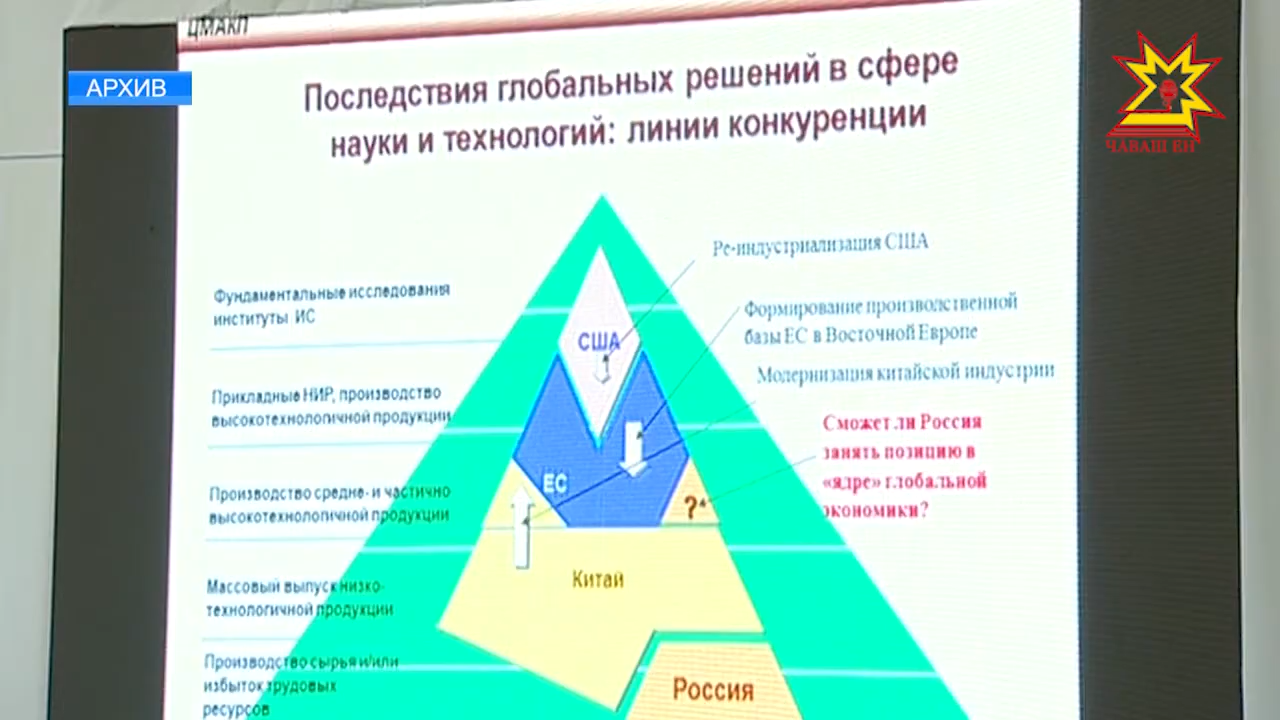 ЦМАКП
АРХИВ
ЧĂВАШ ЕН
Последствия глобальных решений в сфере
науки и технологий: линии конкуренции
Фундаментальные исследования
институты ИС
Прикладные НИР, производство
высокотехнологичной продукции
Производство средне- и частично
высокотехнологичной продукции
Массовый выпуск низко-
технологичной продукции
Производство сырья и/или
избыток трудовых
ресурсов
США
ЕС
?
Китай
Россия
Ре-индустриализация США
Формирование производственной
базы ЕС в Восточной Европе
Модернизация китайской индустрии
Сможет ли Россия
занять позицию в
«ядре» глобальной
экономики?